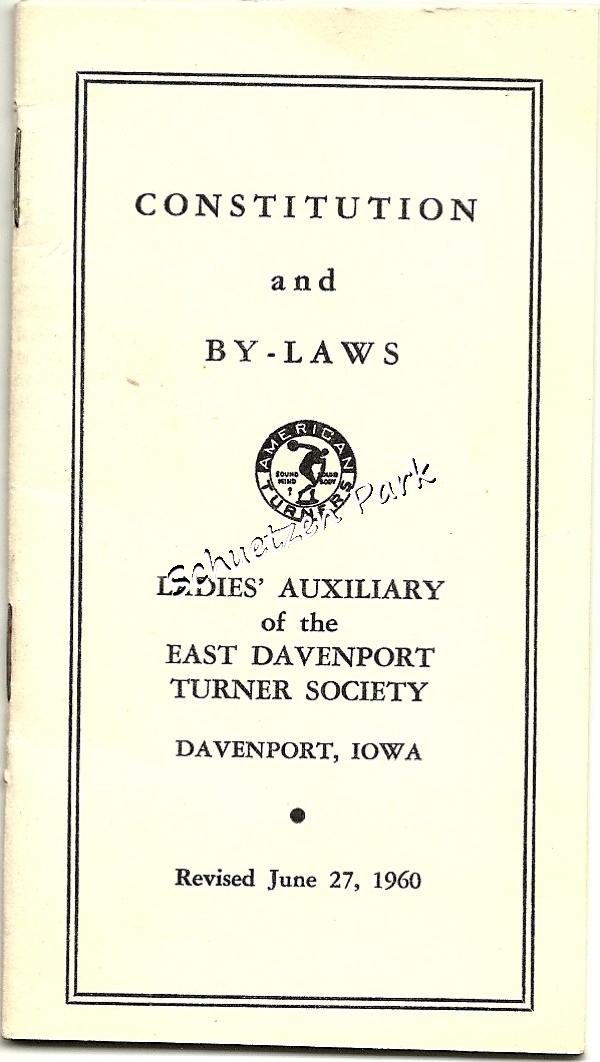 CONSTITUTION
and
BY-LAWS
AMERICAN
SOUND SOUND
MIND BODY
TURNERS
Schuetzen Park
LADIES' AUXILIARY
of the
EAST DAVENPORT
TURNER SOCIETY
DAVENPORT, IOWA
Revised June 27, 1960